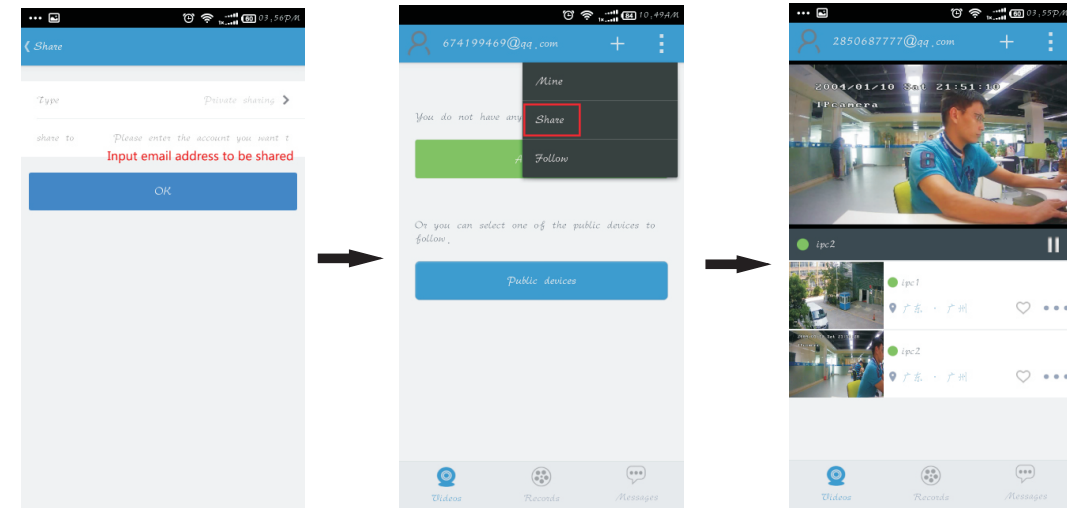 60 03,56PM
Share
Type Private sharing
share to Please enter the account you want t
Input email address to be shared
OK
84 10,49AM
674199469@qq.com
Mine
You do not have any
Share
A
Follow
Or you can select one of the public devices to
follow.
Public devices
Videos Records Messages
60 03,55PM
2850687777@qq.com
2004/01/10 Sat 21:51:10
IPcamera
ipc2
ipc1
广东 · 广州
ipc2
广东 · 广州
Videos Records Messages